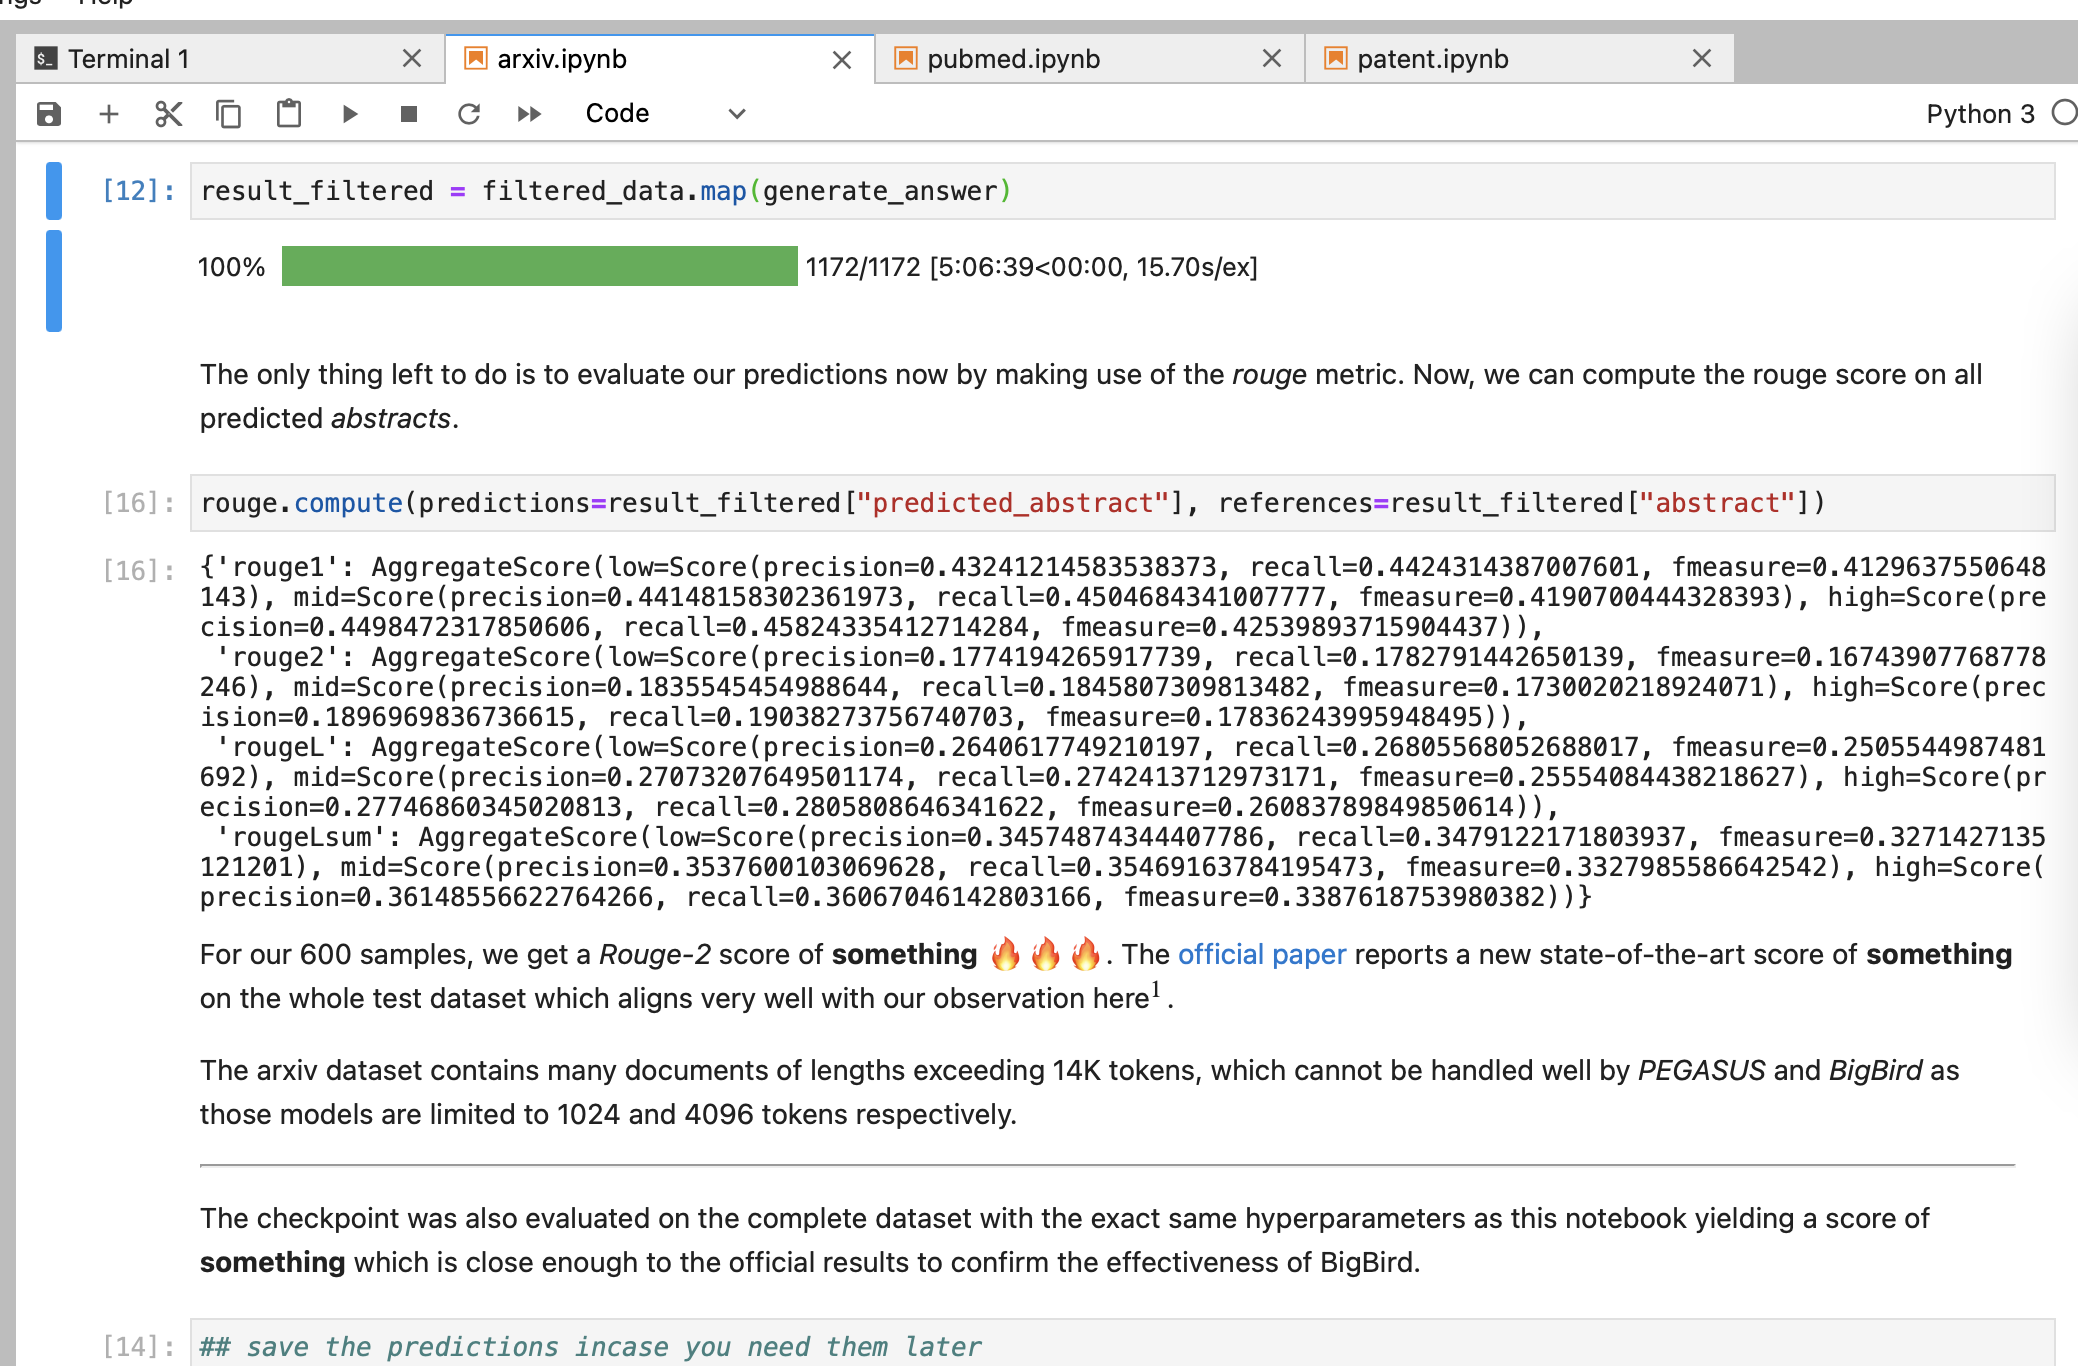 Terminal 1
arxiv.ipynb
pubmed.ipynb
patent.ipynb
Code
Python 3
[12]: result_filtered = filtered_data.map(generate_answer)
100% 1172/1172 [5:06:39<00:00, 15.70s/ex]
The only thing left to do is to evaluate our predictions now by making use of the rouge metric. Now, we can compute the rouge score on all
predicted abstracts.
[16]: rouge.compute(predictions=result_filtered["predicted_abstract"], references=result_filtered["abstract"])
[16]: {'rouge1': AggregateScore(low=Score(precision=0.43241214583538373, recall=0.4424314387007601, fmeasure=0.4129637550648
143), mid=Score(precision=0.44148158302361973, recall=0.4504684341007777, fmeasure=0.4190700444328393), high=Score(pre
cision=0.4498472317850606, recall=0.45824335412714284, fmeasure=0.42539893715904437)),
'rouge2': AggregateScore(low=Score(precision=0.1774194265917739, recall=0.1782791442650139, fmeasure=0.16743907768778
246), mid=Score(precision=0.1835545454988644, recall=0.1845807309813482, fmeasure=0.1730020218924071), high=Score(prec
ision=0.1896969836736615, recall=0.19038273756740703, fmeasure=0.17836243995948495)),
'rougeL': AggregateScore(low=Score(precision=0.2640617749210197, recall=0.26805568052688017, fmeasure=0.2505544987481
692), mid=Score(precision=0.27073207649501174, recall=0.2742413712973171, fmeasure=0.25554084438218627), high=Score(pr
ecision=0.27746860345020813, recall=0.2805808646341622, fmeasure=0.26083789849850614)),
'rougeLsum': AggregateScore(low=Score(precision=0.34574874344407786, recall=0.3479122171803937, fmeasure=0.3271427135
121201), mid=Score(precision=0.3537600103069628, recall=0.35469163784195473, fmeasure=0.3327985586642542), high=Score(
precision=0.36148556622764266, recall=0.36067046142803166, fmeasure=0.3387618753980382))}
For our 600 samples, we get a Rouge-2 score of something 🔥🔥🔥. The official paper reports a new state-of-the-art score of something
on the whole test dataset which aligns very well with our observation here¹.
The arxiv dataset contains many documents of lengths exceeding 14K tokens, which cannot be handled well by PEGASUS and BigBird as
those models are limited to 1024 and 4096 tokens respectively.
The checkpoint was also evaluated on the complete dataset with the exact same hyperparameters as this notebook yielding a score of
something which is close enough to the official results to confirm the effectiveness of BigBird.
[14]: ## save the predictions incase you need them later